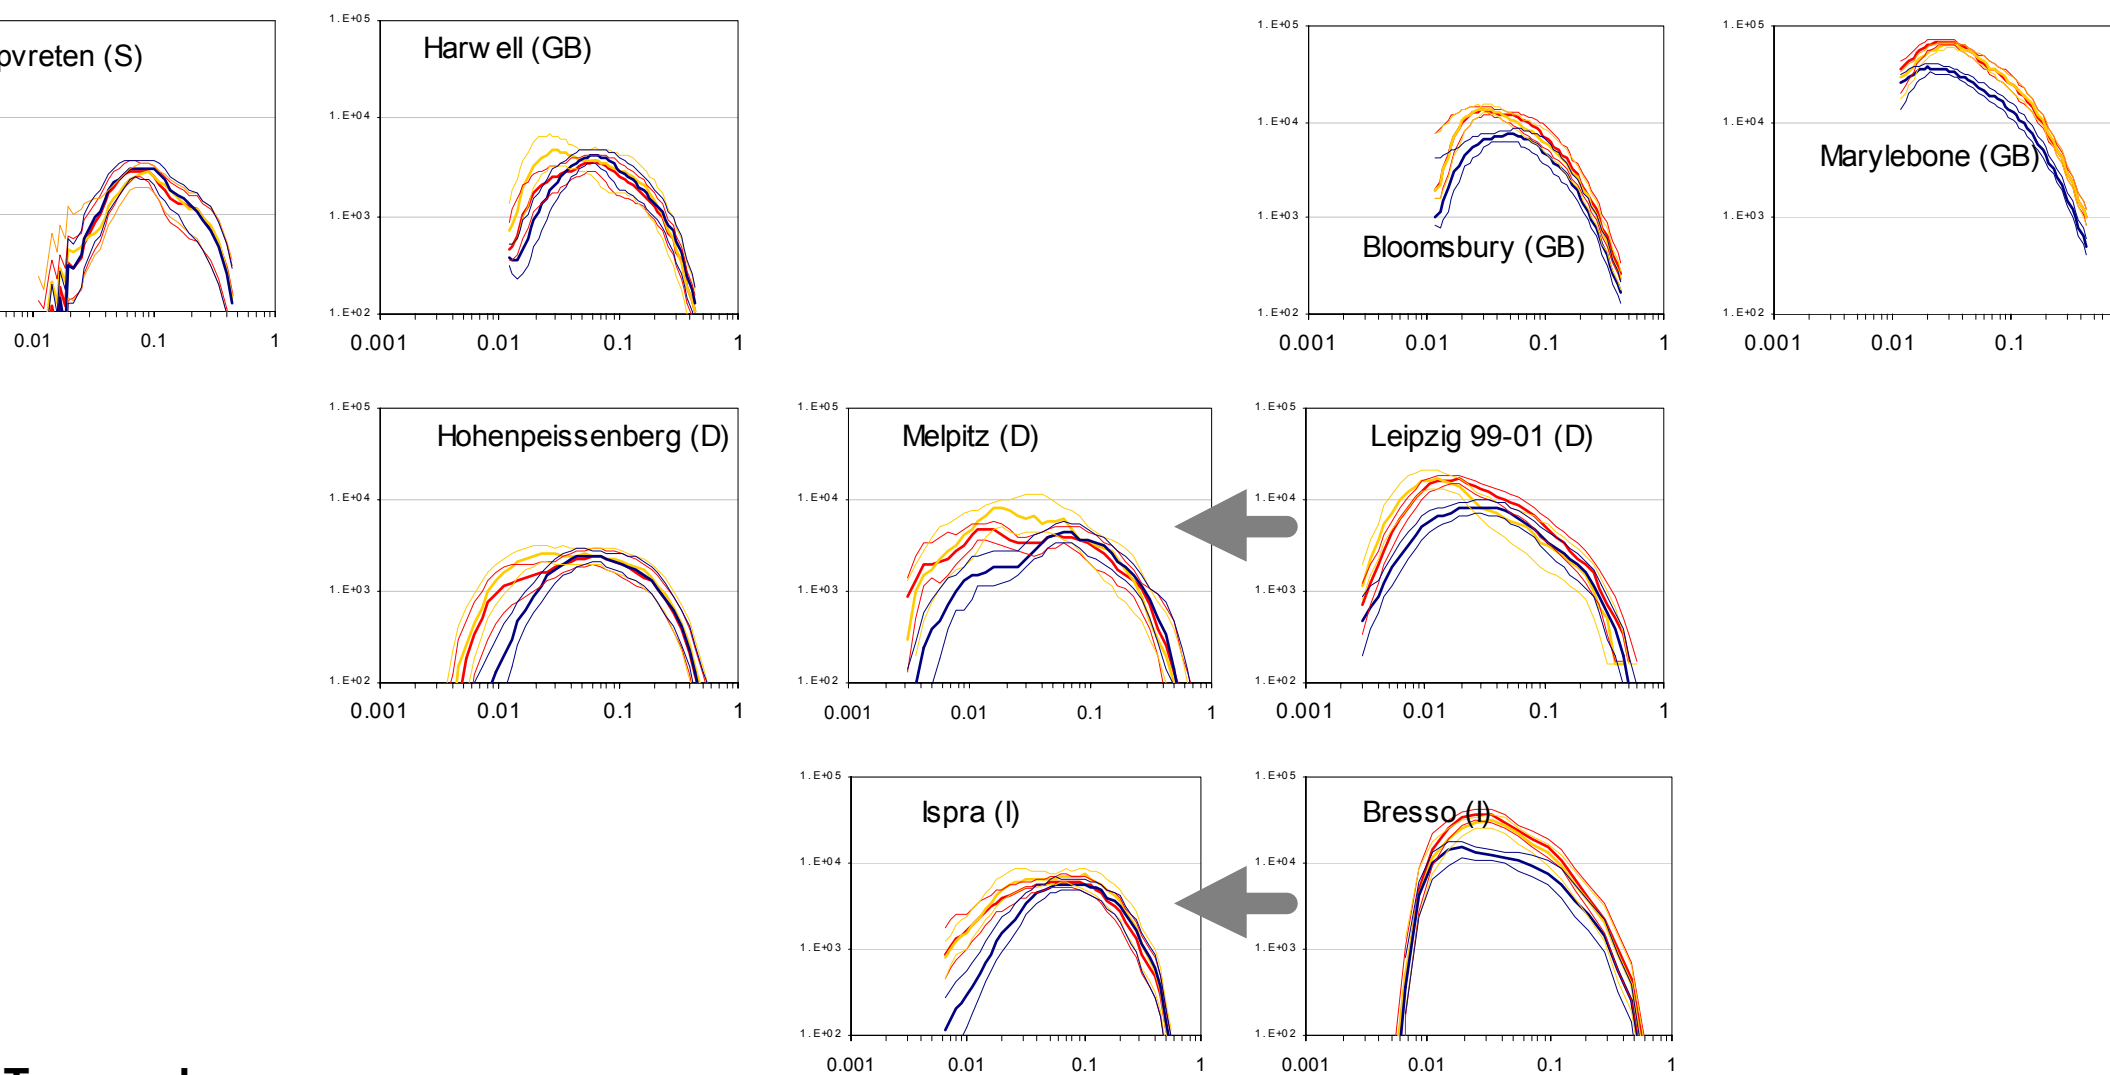 pvreten (S)
0.01 0.1 1
1.E+05
1.E+04
1.E+03
1.E+02
Harwell (GB)
0.001 0.01 0.1 1
1.E+05
1.E+04
1.E+03
1.E+02
Bloomsbury (GB)
0.001 0.01 0.1 1
1.E+05
1.E+04
1.E+03
1.E+02
Marylebone (GB)
0.001 0.01 0.1
1.E+05
1.E+04
1.E+03
1.E+02
Hohenpeissenberg (D)
0.001 0.01 0.1 1
1.E+05
1.E+04
1.E+03
1.E+02
Melpitz (D)
0.001 0.01 0.1 1
1.E+05
1.E+04
1.E+03
1.E+02
Leipzig 99-01 (D)
0.001 0.01 0.1 1
1.E+05
1.E+04
1.E+03
1.E+02
Ispra (I)
0.001 0.01 0.1 1
1.E+05
1.E+04
1.E+03
1.E+02
Bresso (I)
0.001 0.01 0.1 1